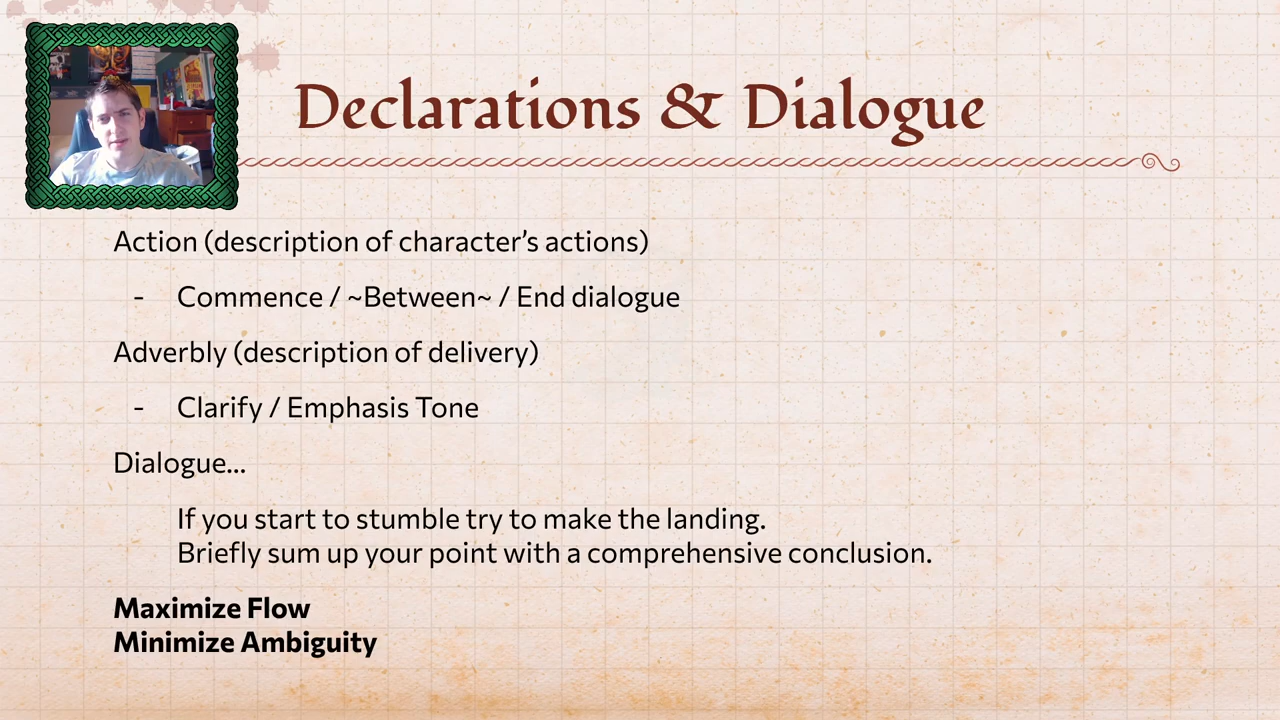 Declarations & Dialogue
Action (description of character’s actions)
- Commence / ~Between~ / End dialogue
Adverbly (description of delivery)
- Clarify / Emphasis Tone
Dialogue...
If you start to stumble try to make the landing.
Briefly sum up your point with a comprehensive conclusion.
Maximize Flow
Minimize Ambiguity